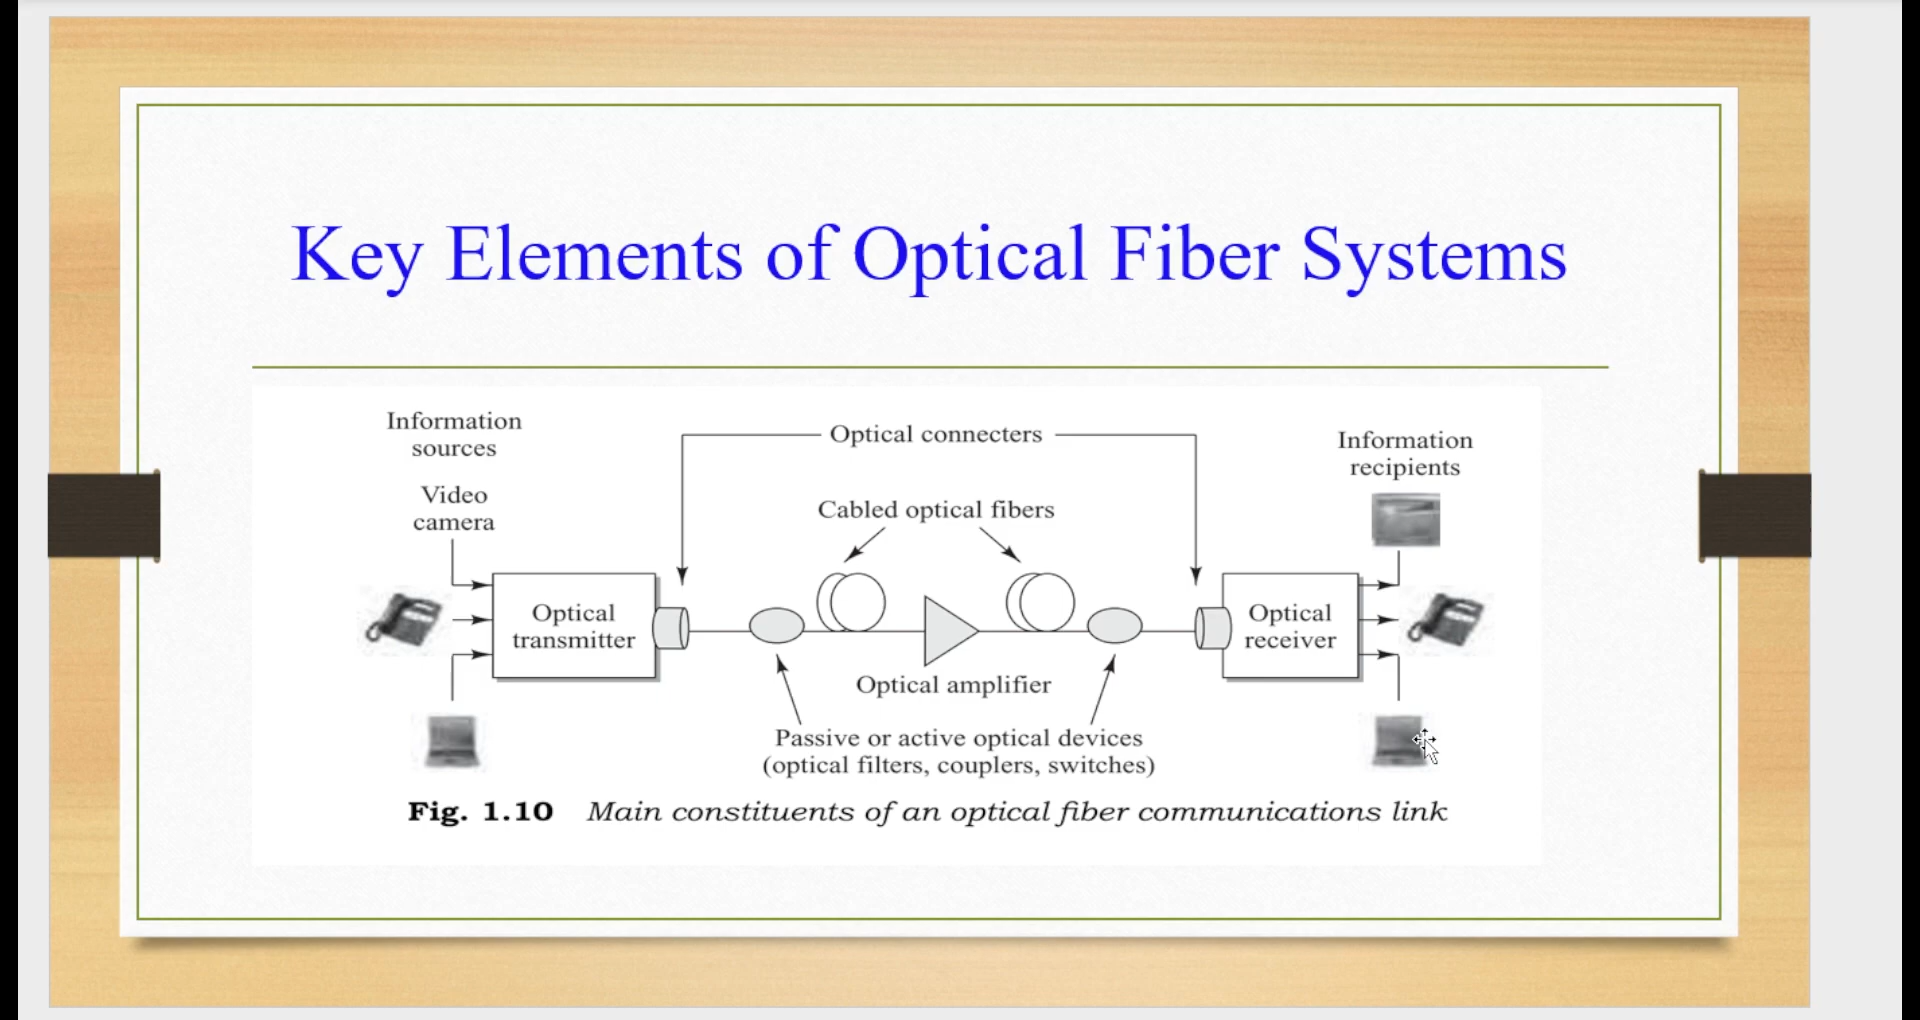 Key Elements of Optical Fiber Systems
Information
sources
Video
camera
Optical connecters
Cabled optical fibers
Information
recipients
Optical
transmitter
Optical
receiver
Optical amplifier
Passive or active optical devices
(optical filters, couplers, switches)
Fig. 1.10 Main constituents of an optical fiber communications link